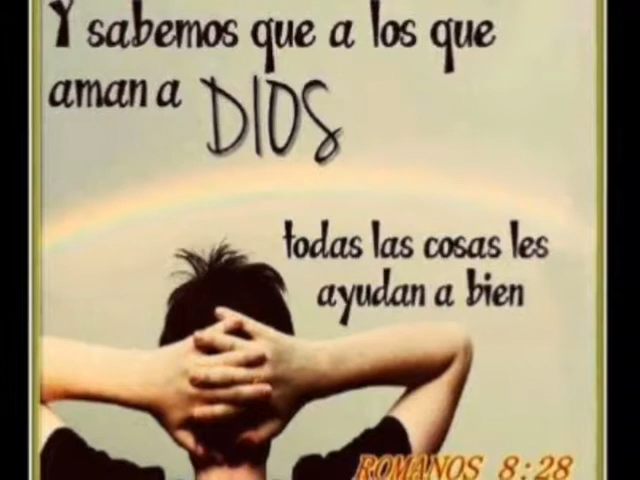 Y sabemos que a los que
aman a DIOS
todas las cosas les
ayudan a bien
ROMANOS 8:28